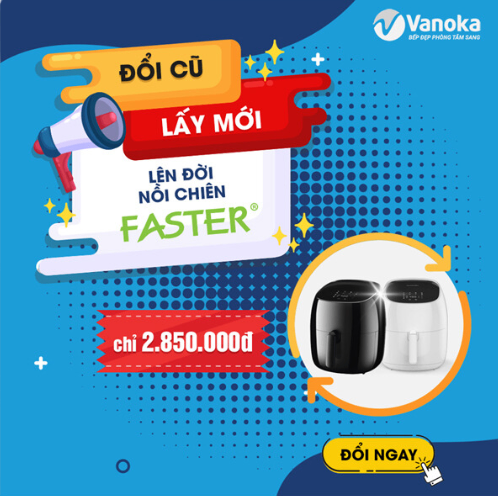 Vanoka
BẾP ĐẸP PHÒNG TẮM SANG
ĐỔI CŨ
LẤY MỚI
LÊN ĐỜI
NỒI CHIÊN
FASTER®
chỉ 2.850.000đ
ĐỔI NGAY